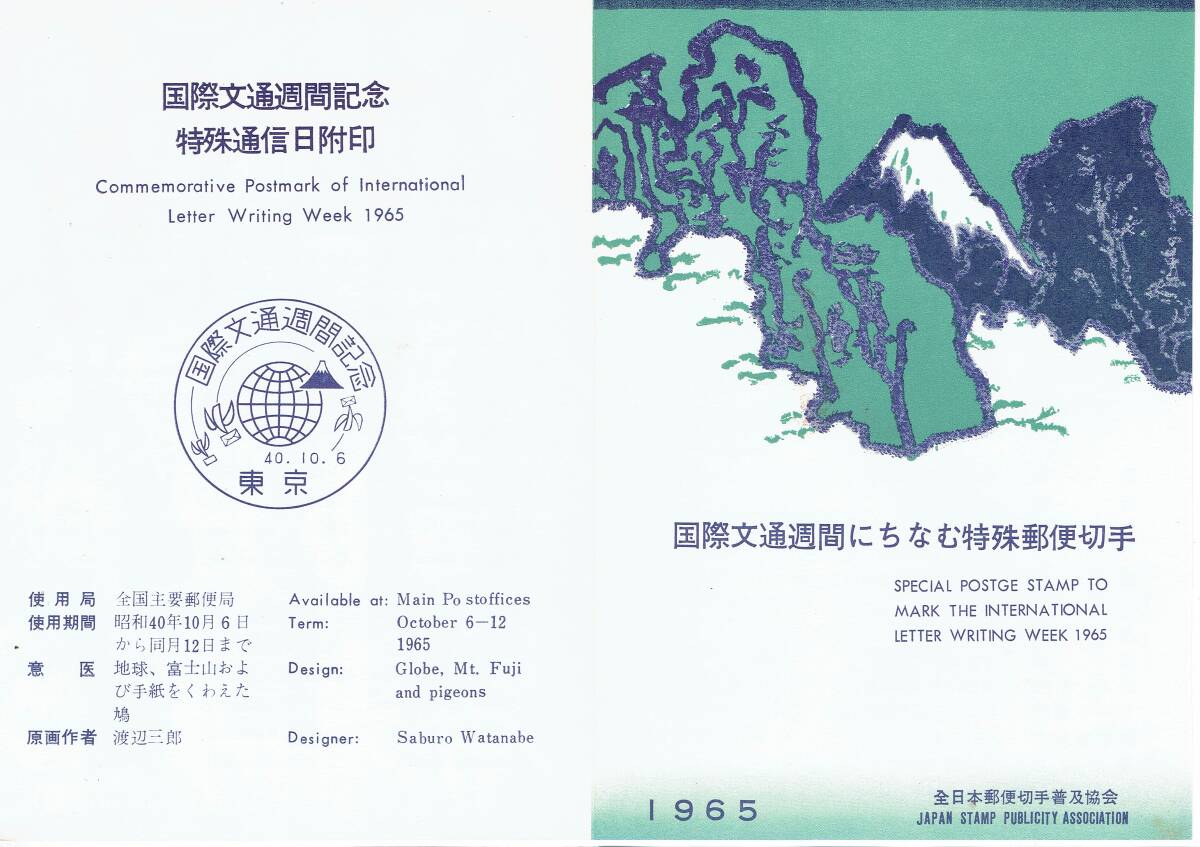 国際文通週間記念
特殊通信日附印
Commemorative Postmark of International
Letter Writing Week 1965
国際文通週間記念
40.10.6
東京
使用局 全国主要郵便局 Available at: Main Po stoffices
使用期間 昭和40年10月6日 Term: October 6–12
から同月12日まで 1965
意医 地球、富士山およ Design: Globe, Mt. Fuji
び手紙をくわえた and pigeons
鳩
原画作者 渡辺三郎 Designer: Saburo Watanabe
国際文通週間にちなむ特殊郵便切手
SPECIAL POSTGE STAMP TO
MARK THE INTERNATIONAL
LETTER WRITING WEEK 1965
1965
全日本郵便切手普及協会
JAPAN STAMP PUBLICITY ASSOCIATION